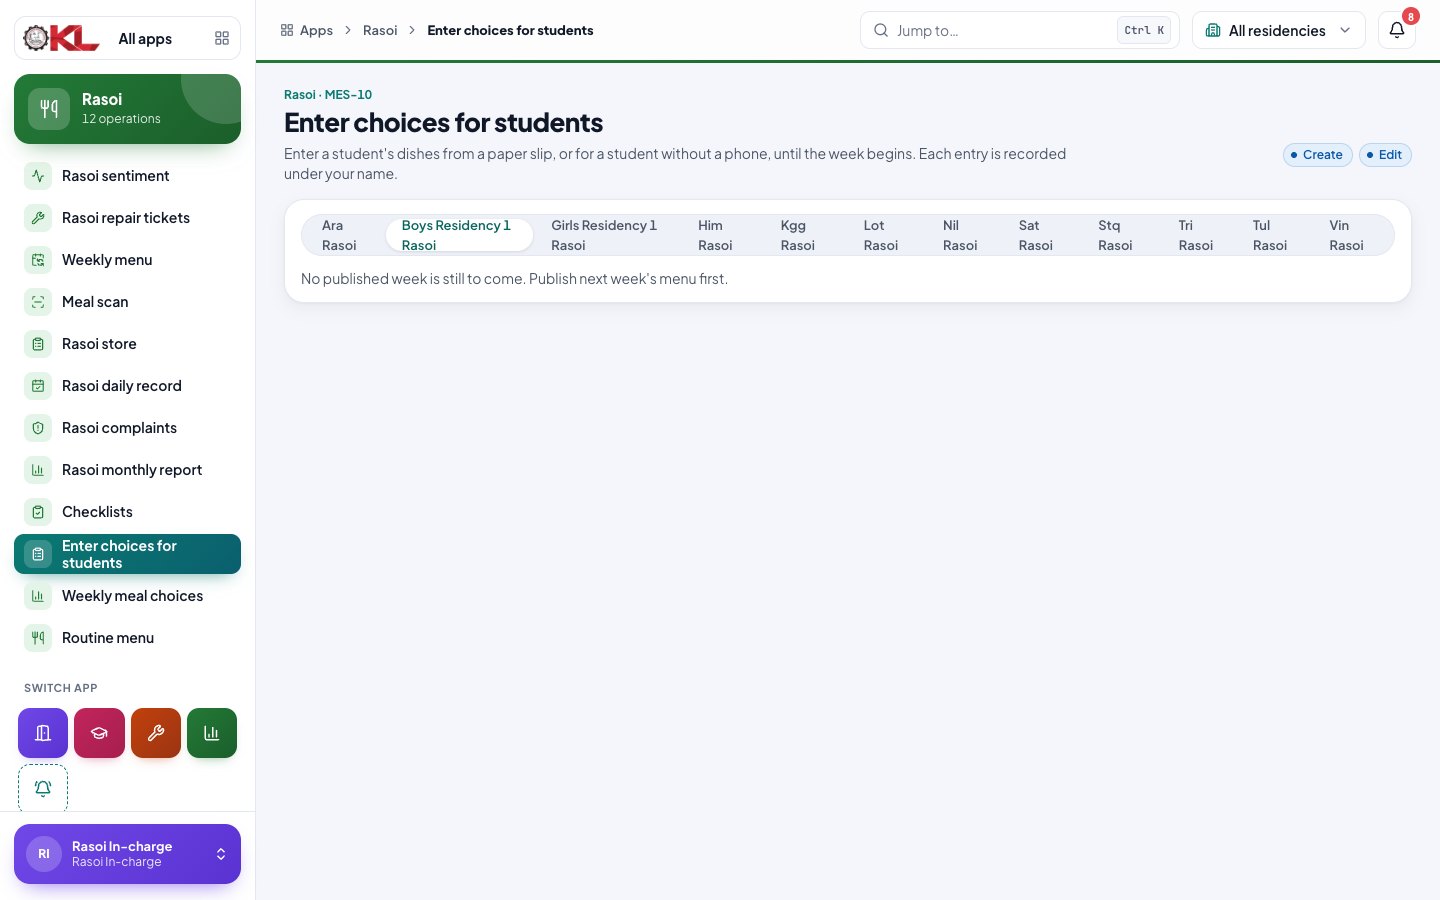 OKL
All apps
Apps
Rasoi
Enter choices for students
Jump to…
Ctrl K
All residencies
8
Rasoi
12 operations
Rasoi sentiment
Rasoi repair tickets
Weekly menu
Meal scan
Rasoi store
Rasoi daily record
Rasoi complaints
Rasoi monthly report
Checklists
Enter choices for
students
Weekly meal choices
Routine menu
SWITCH APP
RI
Rasoi In-charge
Rasoi In-charge
Rasoi · MES-10
Enter choices for students
Enter a student's dishes from a paper slip, or for a student without a phone, until the week begins. Each entry is recorded
under your name.
Create
Edit
Ara
Rasoi
Boys Residency 1
Rasoi
Girls Residency 1
Rasoi
Him
Rasoi
Kgg
Rasoi
Lot
Rasoi
Nil
Rasoi
Sat
Rasoi
Stq
Rasoi
Tri
Rasoi
Tul
Rasoi
Vin
Rasoi
No published week is still to come. Publish next week's menu first.